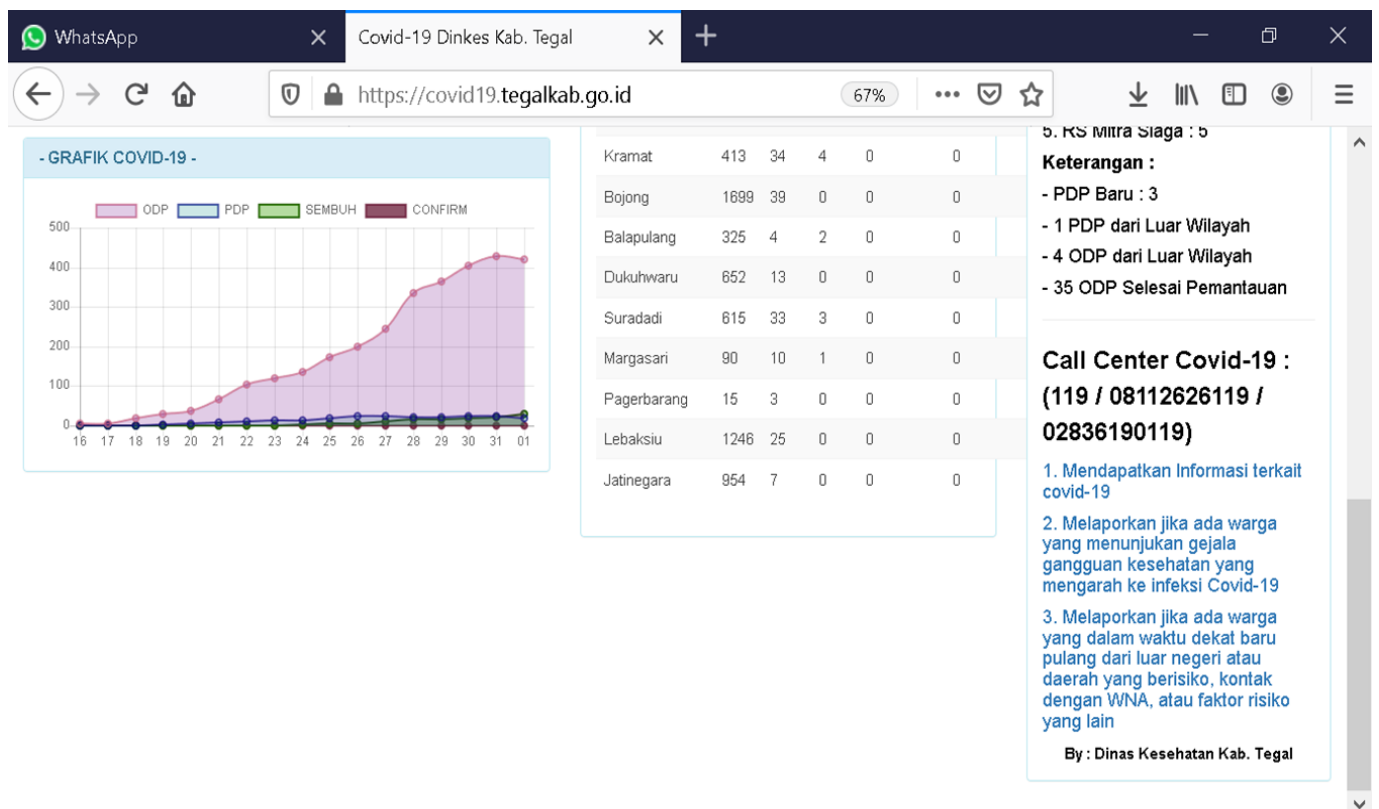 WhatsApp
Covid-19 Dinkes Kab. Tegal
https://covid19.tegalkab.go.id
67%
- GRAFIK COVID-19 -
ODP PDP SEMBUH CONFIRM
500
400
300
200
100
0
16 17 18 19 20 21 22 23 24 25 26 27 28 29 30 31 01
Kramat 413 34 4 0 0
Bojong 1699 39 0 0 0
Balapulang 325 4 2 0 0
Dukuhwaru 652 13 0 0 0
Suradadi 615 33 3 0 0
Margasari 90 10 1 0 0
Pagerbarang 15 3 0 0 0
Lebaksiu 1246 25 0 0 0
Jatinegara 954 7 0 0 0
5. RS Mitra Siaga : 5
Keterangan :
- PDP Baru : 3
- 1 PDP dari Luar Wilayah
- 4 ODP dari Luar Wilayah
- 35 ODP Selesai Pemantauan
Call Center Covid-19 :
(119 / 08112626119 /
02836190119)
1. Mendapatkan Informasi terkait
covid-19
2. Melaporkan jika ada warga
yang menunjukan gejala
gangguan kesehatan yang
mengarah ke infeksi Covid-19
3. Melaporkan jika ada warga
yang dalam waktu dekat baru
pulang dari luar negeri atau
daerah yang berisiko, kontak
dengan WNA, atau faktor risiko
yang lain
By : Dinas Kesehatan Kab. Tegal